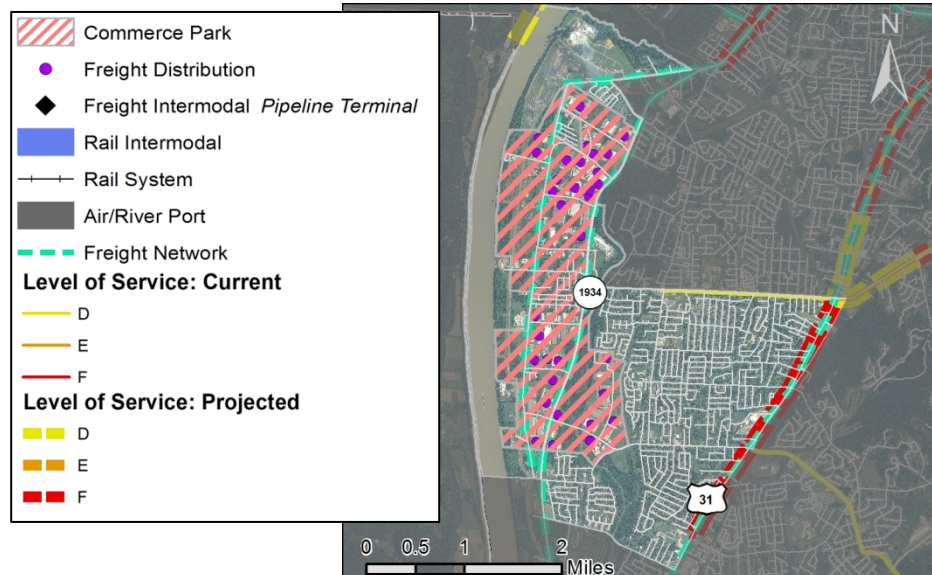 Commerce Park
Freight Distribution
Freight Intermodal Pipeline Terminal
Rail Intermodal
Rail System
Air/River Port
Freight Network
Level of Service: Current
D
E
F
Level of Service: Projected
D
E
F
N
1934
31
0 0.5 1 2
Miles